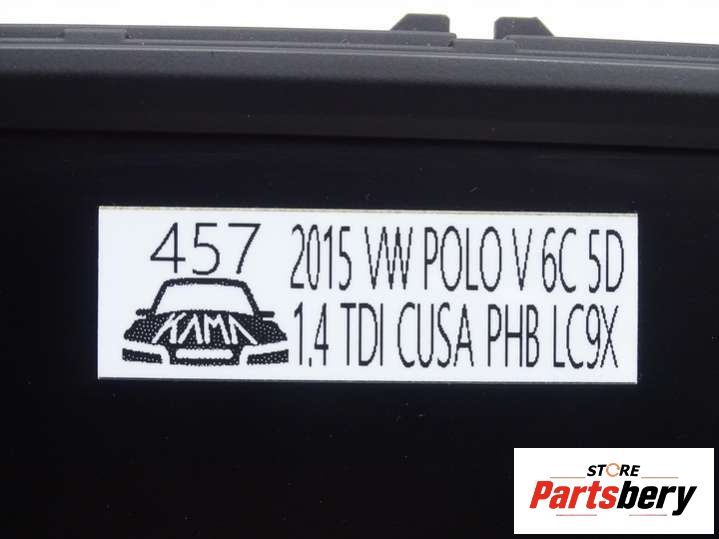 457
KAMA
2015 VW POLO V 6C 5D
1.4 TDI CUSA PHB LC9X
STORE
Partsbery